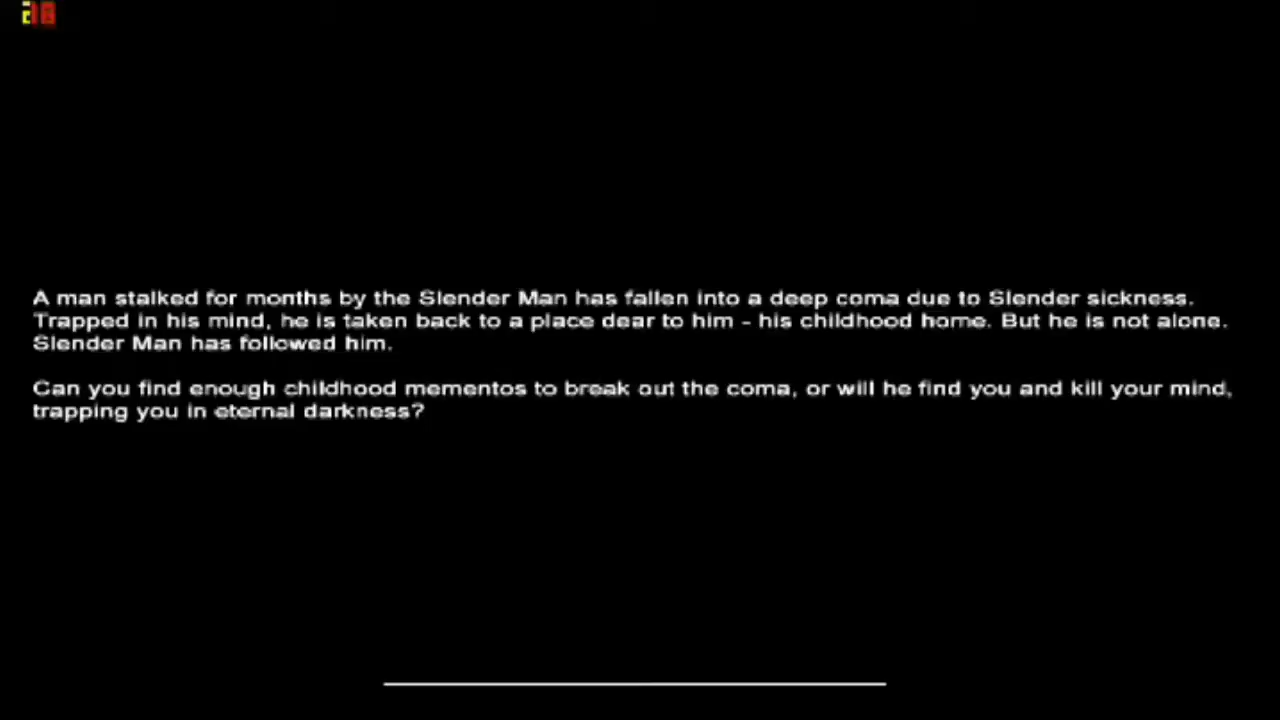 A man stalked for months by the Slender Man has fallen into a deep coma due to Slender sickness.
Trapped in his mind, he is taken back to a place dear to him - his childhood home. But he is not alone.
Slender Man has followed him.
Can you find enough childhood mementos to break out the coma, or will he find you and kill your mind,
trapping you in eternal darkness?